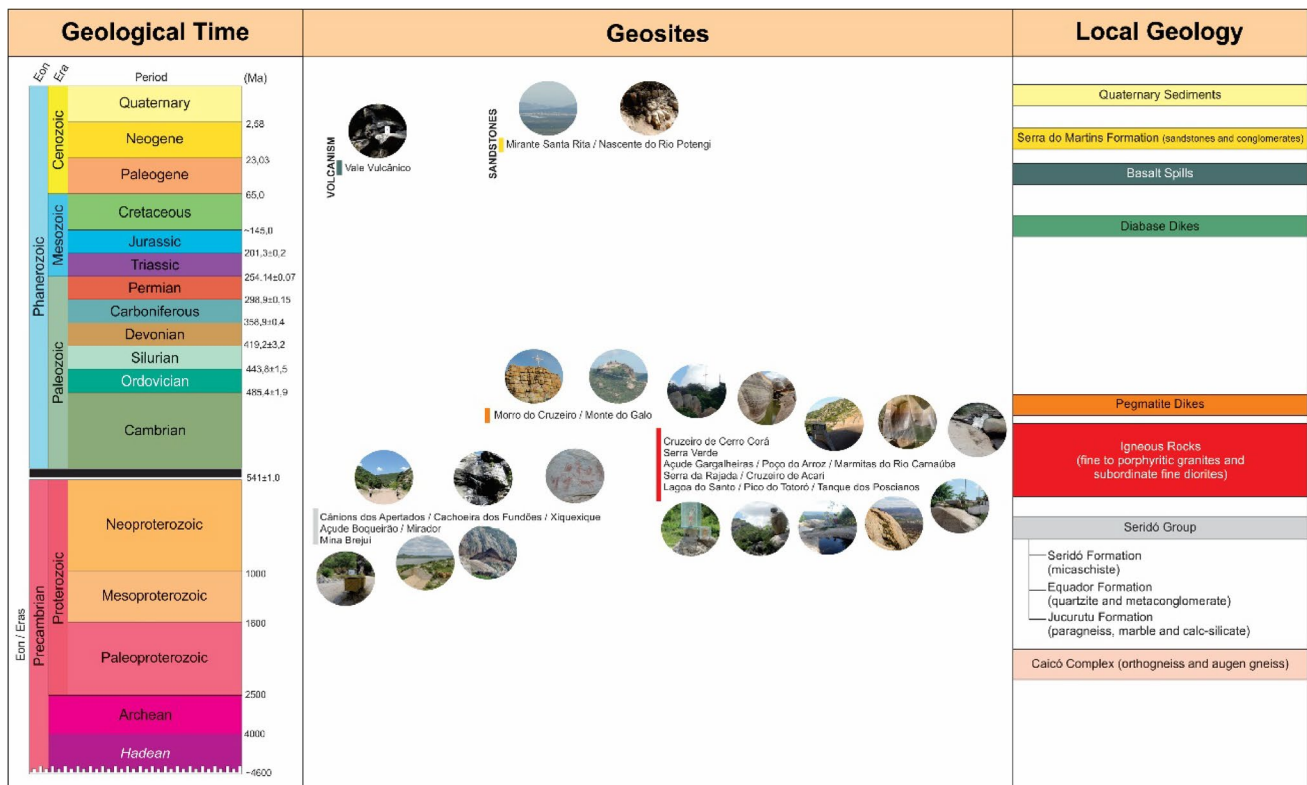 Geological Time
Geosites
Local Geology
Eon
Era
Period
(Ma)
Phanerozoic
Cenozoic
Quaternary
2,58
Neogene
23,03
Paleogene
65,0
Mesozoic
Cretaceous
~145,0
Jurassic
201,3±0,2
Triassic
254,14±0,07
Paleozoic
Permian
298,9±0,15
Carboniferous
358,9±0,4
Devonian
419,2±3,2
Silurian
443,8±1,5
Ordovician
485,4±1,9
Cambrian
541±1,0
Eon / Eras
Precambrian
Proterozoic
Neoproterozoic
1000
Mesoproterozoic
1600
Paleoproterozoic
2500
Archean
4000
Hadean
~4600
VOLCANISM
Vale Vulcânico
SANDSTONES
Mirante Santa Rita / Nascente do Rio Potengi
Morro do Cruzeiro / Monte do Galo
Cruzeiro de Cerro Corá
Serra Verde
Açude Gargalheiras / Poço do Arroz / Marmitas do Rio Carnaúba
Serra da Rajada / Cruzeiro de Acari
Lagoa do Santo / Pico do Totoró / Tanque dos Poscianos
Cânions dos Apertados / Cachoeira dos Fundões / Xiquexique
Açude Boqueirão / Mirador
Mina Brejui
Quaternary Sediments
Serra do Martins Formation (sandstones and conglomerates)
Basalt Spills
Diabase Dikes
Pegmatite Dikes
Igneous Rocks
(fine to porphyritic granites and
subordinate fine diorites)
Seridó Group
Seridó Formation
(micaschiste)
Equador Formation
(quartzite and metaconglomerate)
Jucurutu Formation
(paragneiss, marble and calc-silicate)
Caicó Complex (orthogneiss and augen gneiss)